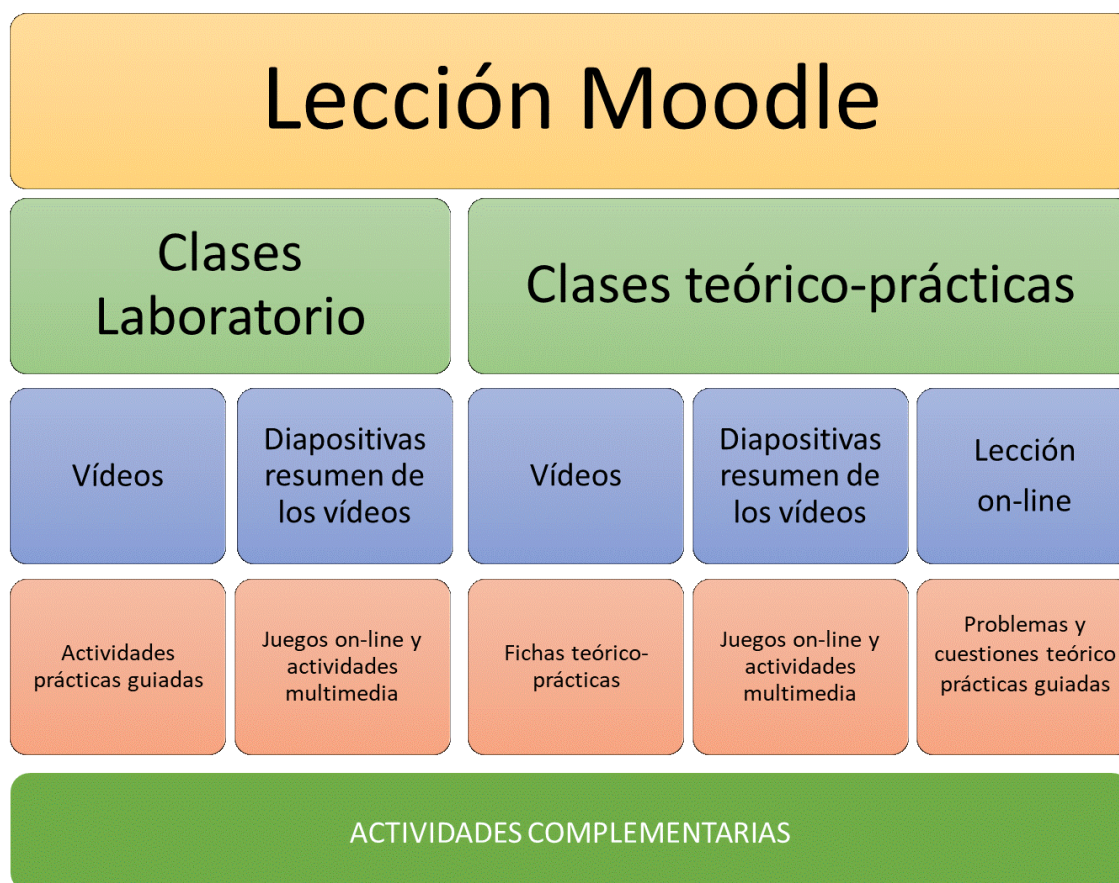 Lección Moodle
Clases
Laboratorio
Clases teórico-prácticas
Vídeos
Diapositivas
resumen de
los vídeos
Vídeos
Diapositivas
resumen de
los vídeos
Lección
on-line
Actividades
prácticas guiadas
Juegos on-line y
actividades
multimedia
Fichas teórico-
prácticas
Juegos on-line y
actividades
multimedia
Problemas y
cuestiones teórico
prácticas guiadas
ACTIVIDADES COMPLEMENTARIAS